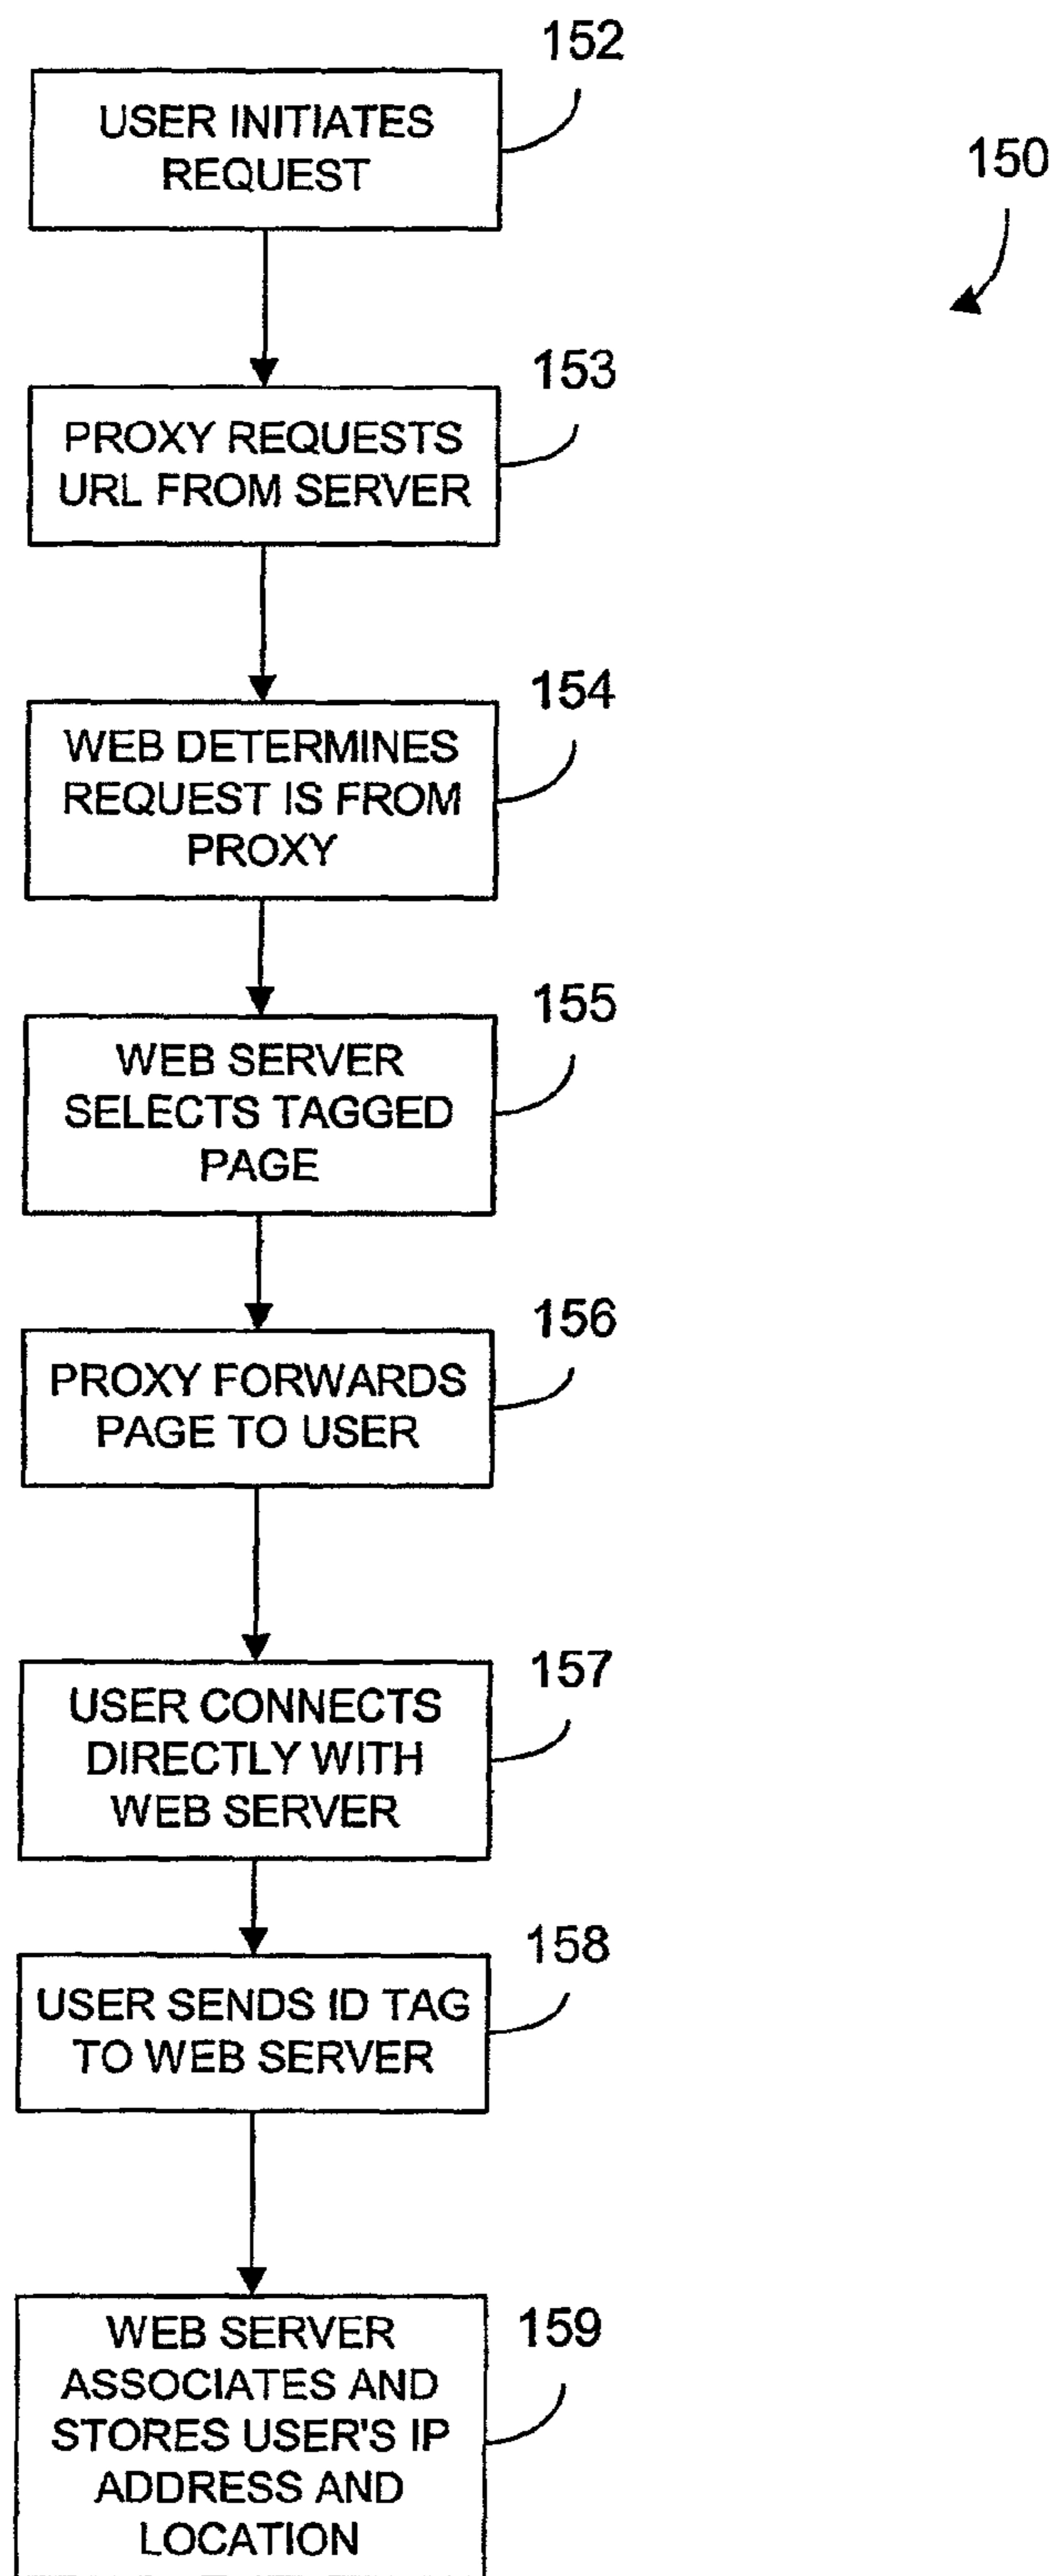 152
USER INITIATES
REQUEST
150
153
PROXY REQUESTS
URL FROM SERVER
154
WEB DETERMINES
REQUEST IS FROM
PROXY
155
WEB SERVER
SELECTS TAGGED
PAGE
156
PROXY FORWARDS
PAGE TO USER
157
USER CONNECTS
DIRECTLY WITH
WEB SERVER
158
USER SENDS ID TAG
TO WEB SERVER
159
WEB SERVER
ASSOCIATES AND
STORES USER'S IP
ADDRESS AND
LOCATION